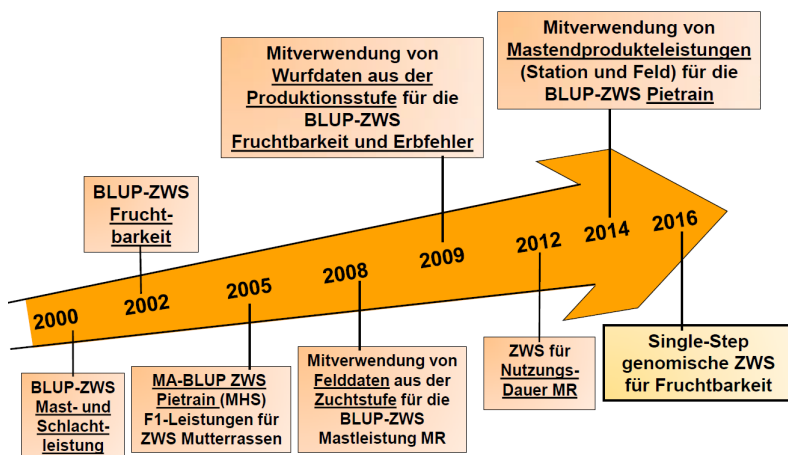 Mitverwendung von
Wurfdaten aus der
Produktionsstufe für die
BLUP-ZWS
Fruchtbarkeit und Erbfehler
Mitverwendung von
Mastendprodukteleistungen
(Station und Feld) für die
BLUP-ZWS Pietrain
BLUP-ZWS
Frucht-
barkeit
2000
2002
2005
2008
2009
2012
2014
2016
BLUP-ZWS
Mast- und
Schlacht-
leistung
MA-BLUP ZWS
Pietrain (MHS)
F1-Leistungen für
ZWS Mutterrassen
Mitverwendung von
Felddaten aus der
Zuchtstufe für die
BLUP-ZWS
Mastleistung MR
ZWS für
Nutzungs-
Dauer MR
Single-Step
genomische ZWS
für Fruchtbarkeit